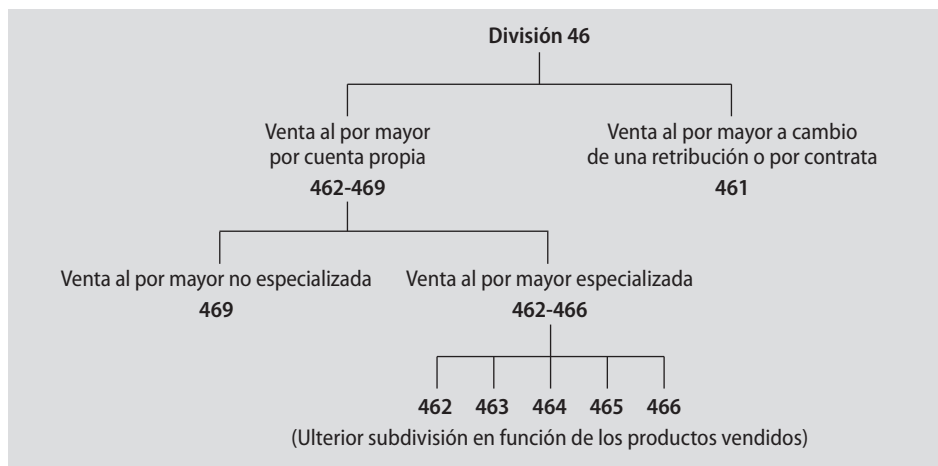 División 46
Venta al por mayor
por cuenta propia
462-469
Venta al por mayor a cambio
de una retribución o por contrata
461
Venta al por mayor no especializada
469
Venta al por mayor especializada
462-466
462 463 464 465 466
(Ulterior subdivisión en función de los productos vendidos)